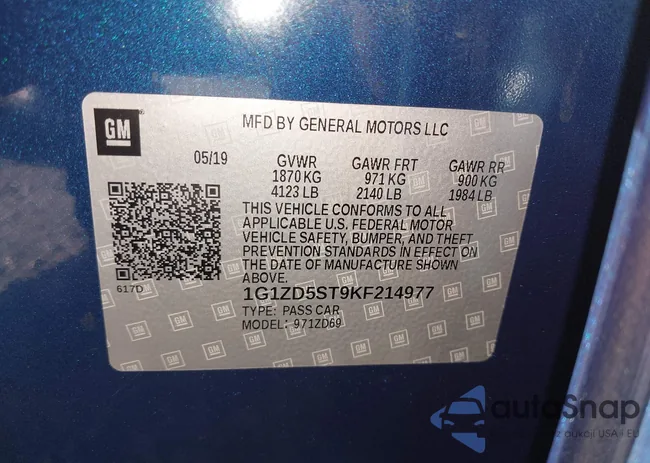 GM
MFD BY GENERAL MOTORS LLC
05/19
GVWR
1870 KG
4123 LB
GAWR FRT
971 KG
2140 LB
GAWR RR
900 KG
1984 LB
THIS VEHICLE CONFORMS TO ALL
APPLICABLE U.S. FEDERAL MOTOR
VEHICLE SAFETY, BUMPER, AND THEFT
PREVENTION STANDARDS IN EFFECT ON
THE DATE OF MANUFACTURE SHOWN
ABOVE.
617D
1G1ZD5ST9KF214977
TYPE: PASS CAR
MODEL: 971ZD69
autoSnap
z aukcji USA i EU